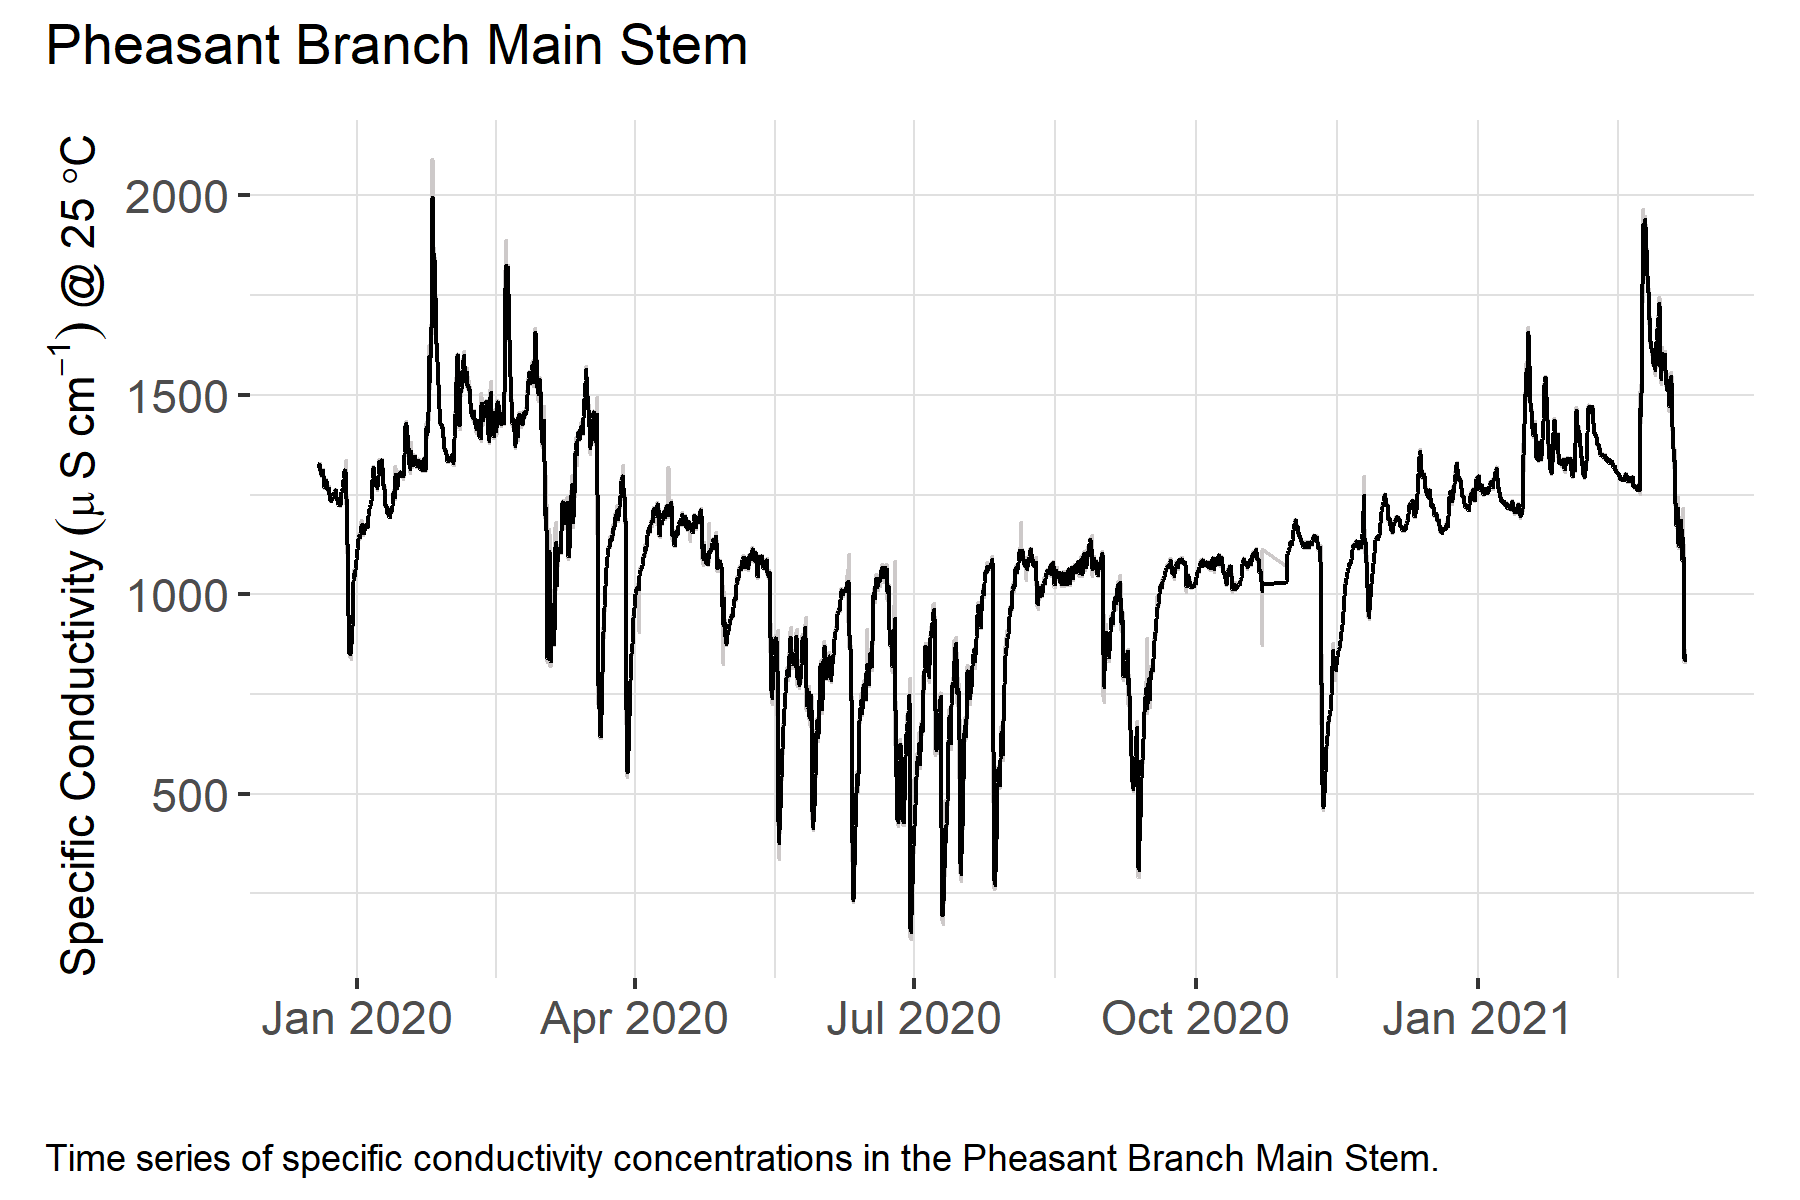 Pheasant Branch Main Stem
Specific Conductivity (μ S cm⁻¹) @ 25 °C
2000
1500
1000
500
Jan 2020 Apr 2020 Jul 2020 Oct 2020 Jan 2021
Time series of specific conductivity concentrations in the Pheasant Branch Main Stem.